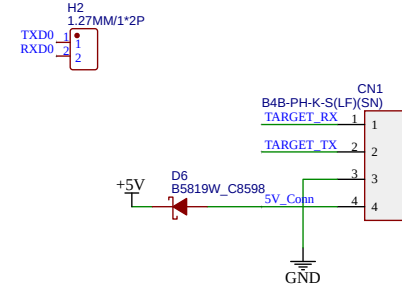 H2
1.27MM/1*2P
TXD0 1 1
RXD0 2 2
CN1
B4B-PH-K-S(LF)(SN)
TARGET_RX 1 1
TARGET_TX 2 2
3 3
D6
+5V B5819W_C8598
5V_Conn 4 4
GND